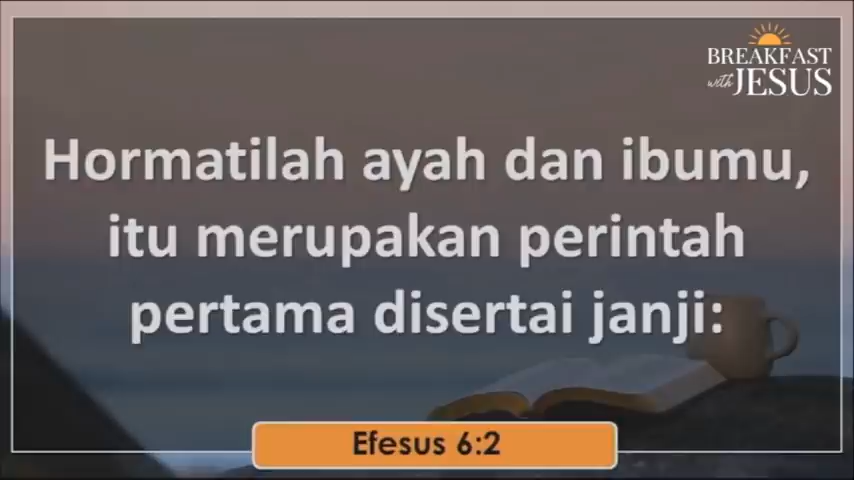 BREAKFAST
with JESUS
Hormatilah ayah dan ibumu,
itu merupakan perintah
pertama disertai janji:
Efesus 6:2